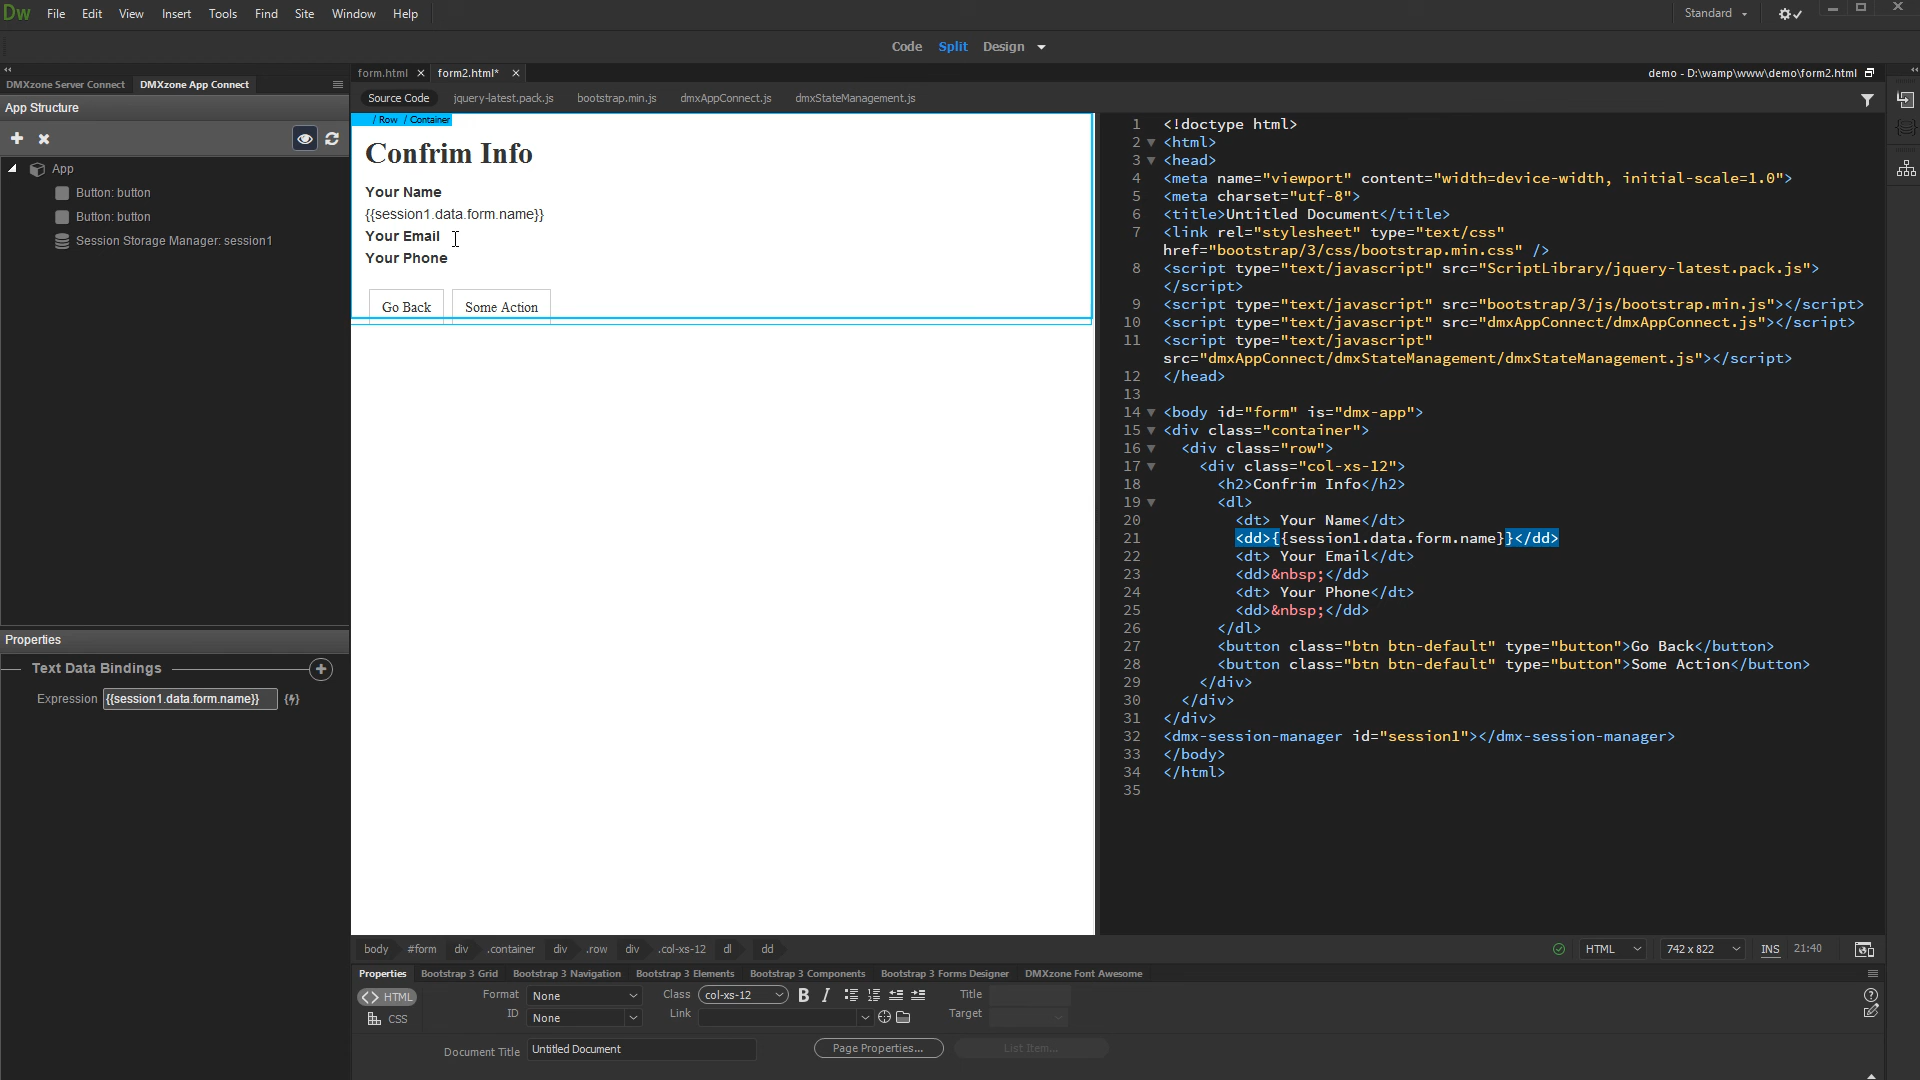 Dw File Edit View Insert Tools Find Site Window Help Standard
Code Split Design
DMXzone Server Connect DMXzone App Connect
App Structure
App
Button: button
Button: button
Session Storage Manager: session1
Properties
Text Data Bindings
Expression {{session1.data.form.name}}
form.html form2.html* demo - D:\wamp\www\demo\form2.html
Source Code jquery-latest.pack.js bootstrap.min.js dmxAppConnect.js dmxStateManagement.js
/ Row / Container
Confrim Info
Your Name
{{session1.data.form.name}}
Your Email
Your Phone
Go Back Some Action
1 <!doctype html>
2 <html>
3 <head>
4 <meta name="viewport" content="width=device-width, initial-scale=1.0">
5 <meta charset="utf-8">
6 <title>Untitled Document</title>
7 <link rel="stylesheet" type="text/css"
href="bootstrap/3/css/bootstrap.min.css" />
8 <script type="text/javascript" src="ScriptLibrary/jquery-latest.pack.js">
</script>
9 <script type="text/javascript" src="bootstrap/3/js/bootstrap.min.js"></script>
10 <script type="text/javascript" src="dmxAppConnect/dmxAppConnect.js"></script>
11 <script type="text/javascript"
src="dmxAppConnect/dmxStateManagement/dmxStateManagement.js"></script>
12 </head>
13
14 <body id="form" is="dmx-app">
15 <div class="container">
16 <div class="row">
17 <div class="col-xs-12">
18 <h2>Confrim Info</h2>
19 <dl>
20 <dt> Your Name</dt>
21 <dd>{{session1.data.form.name}}</dd>
22 <dt> Your Email</dt>
23 <dd>&nbsp;</dd>
24 <dt> Your Phone</dt>
25 <dd>&nbsp;</dd>
26 </dl>
27 <button class="btn btn-default" type="button">Go Back</button>
28 <button class="btn btn-default" type="button">Some Action</button>
29 </div>
30 </div>
31 </div>
32 <dmx-session-manager id="session1"></dmx-session-manager>
33 </body>
34 </html>
35
body #form div .container div .row div .col-xs-12 dl dd HTML 742 x 822 INS 21:40
Properties Bootstrap 3 Grid Bootstrap 3 Navigation Bootstrap 3 Elements Bootstrap 3 Components Bootstrap 3 Forms Designer DMXzone Font Awesome
<> HTML Format None Class col-xs-12 B I Title
CSS ID None Link Target
Document Title Untitled Document Page Properties... List Item...